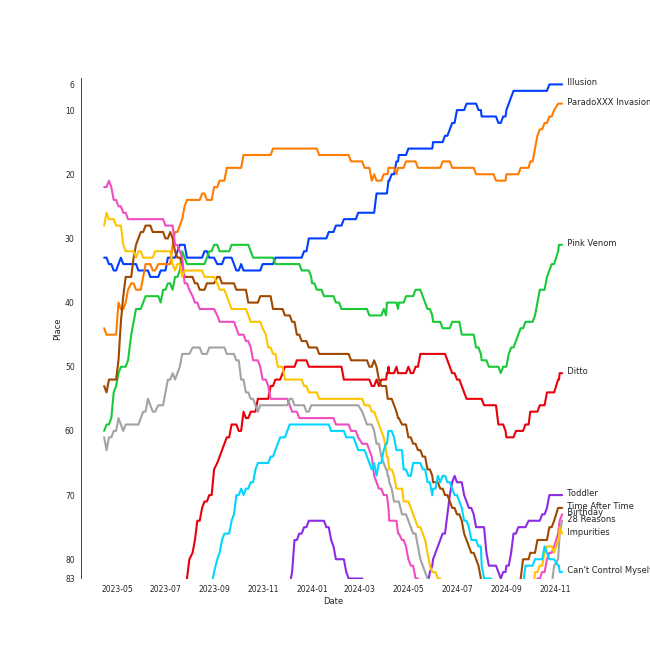 6
10
20
30
40
50
60
70
80
83
Place
2023-05
2023-07
2023-09
2023-11
2024-01
2024-03
2024-05
2024-07
2024-09
2024-11
Date
Illusion
ParadoXXX Invasion
Pink Venom
Ditto
Toddler
Time After Time
Birthday
28 Reasons
Impurities
Can't Control Myself